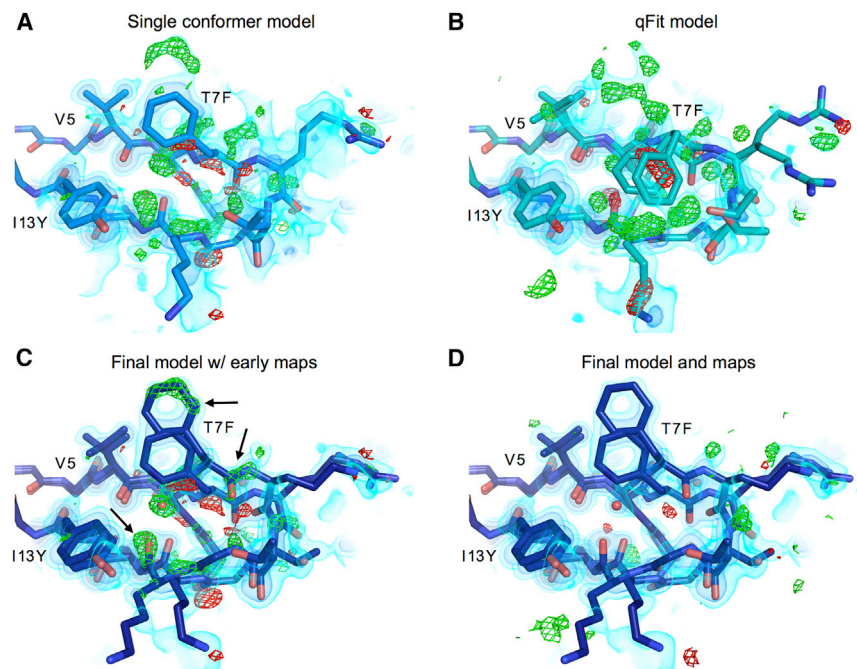 A
Single conformer model
V5
T7F
I13Y
B
qFit model
V5
T7F
I13Y
C
Final model w/ early maps
V5
T7F
I13Y
D
Final model and maps
V5
T7F
I13Y